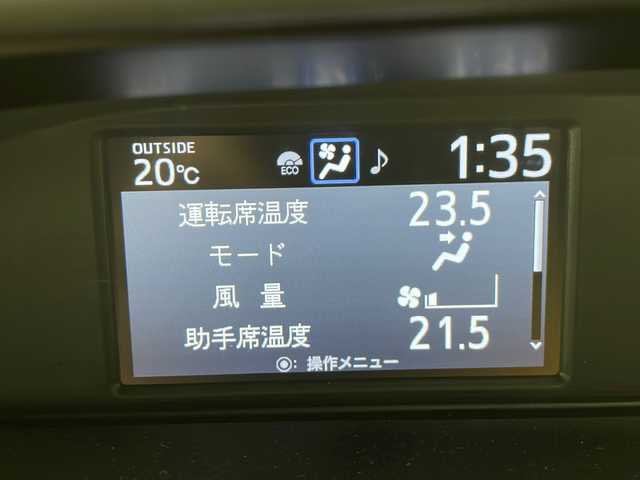 OUTSIDE
20℃
ECO
1:35
運転席温度 23.5
モード
風量
助手席温度 21.5
◉: 操作メニュー